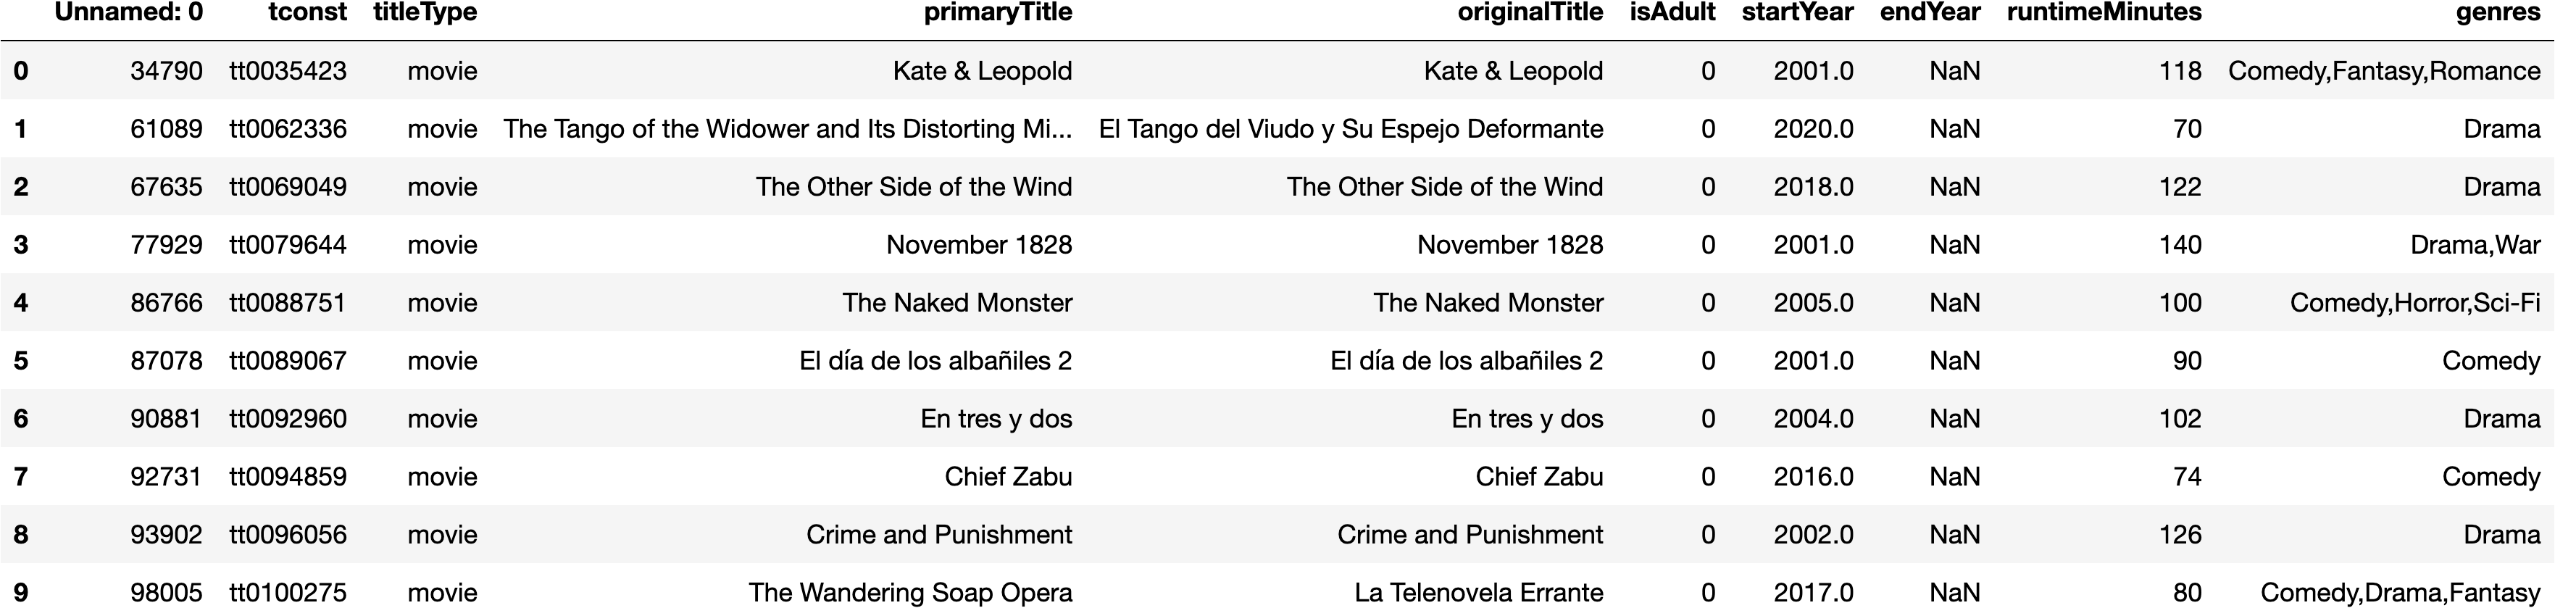 Unnamed: 0 tconst titleType primaryTitle originalTitle isAdult startYear endYear runtimeMinutes genres
0 34790 tt0035423 movie Kate & Leopold Kate & Leopold 0 2001.0 NaN 118 Comedy,Fantasy,Romance
1 61089 tt0062336 movie The Tango of the Widower and Its Distorting Mi... El Tango del Viudo y Su Espejo Deformante 0 2020.0 NaN 70 Drama
2 67635 tt0069049 movie The Other Side of the Wind The Other Side of the Wind 0 2018.0 NaN 122 Drama
3 77929 tt0079644 movie November 1828 November 1828 0 2001.0 NaN 140 Drama,War
4 86766 tt0088751 movie The Naked Monster The Naked Monster 0 2005.0 NaN 100 Comedy,Horror,Sci-Fi
5 87078 tt0089067 movie El día de los albañiles 2 El día de los albañiles 2 0 2001.0 NaN 90 Comedy
6 90881 tt0092960 movie En tres y dos En tres y dos 0 2004.0 NaN 102 Drama
7 92731 tt0094859 movie Chief Zabu Chief Zabu 0 2016.0 NaN 74 Comedy
8 93902 tt0096056 movie Crime and Punishment Crime and Punishment 0 2002.0 NaN 126 Drama
9 98005 tt0100275 movie The Wandering Soap Opera La Telenovela Errante 0 2017.0 NaN 80 Comedy,Drama,Fantasy